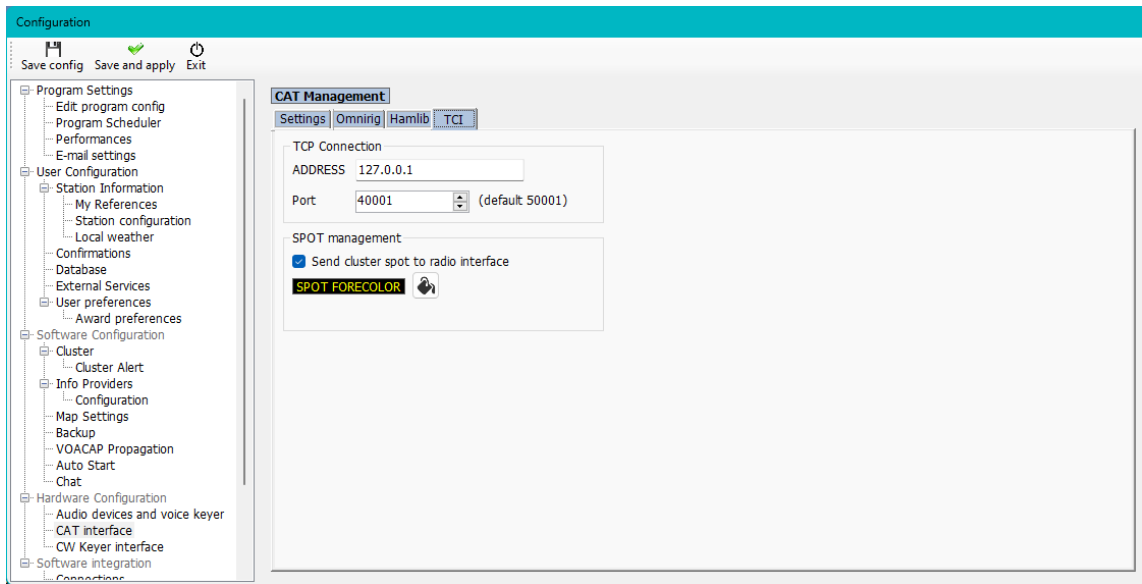 Configuration
Save config Save and apply Exit
Program Settings
Edit program config
Program Scheduler
Performances
E-mail settings
User Configuration
Station Information
My References
Station configuration
Local weather
Confirmations
Database
External Services
User preferences
Award preferences
Software Configuration
Cluster
Cluster Alert
Info Providers
Configuration
Map Settings
Backup
VOACAP Propagation
Auto Start
Chat
Hardware Configuration
Audio devices and voice keyer
CAT interface
CW Keyer interface
Software integration
Connections
CAT Management
Settings Omnirig Hamlib TCI
TCP Connection
ADDRESS 127.0.0.1
Port 40001 (default 50001)
SPOT management
Send cluster spot to radio interface
SPOT FORECOLOR